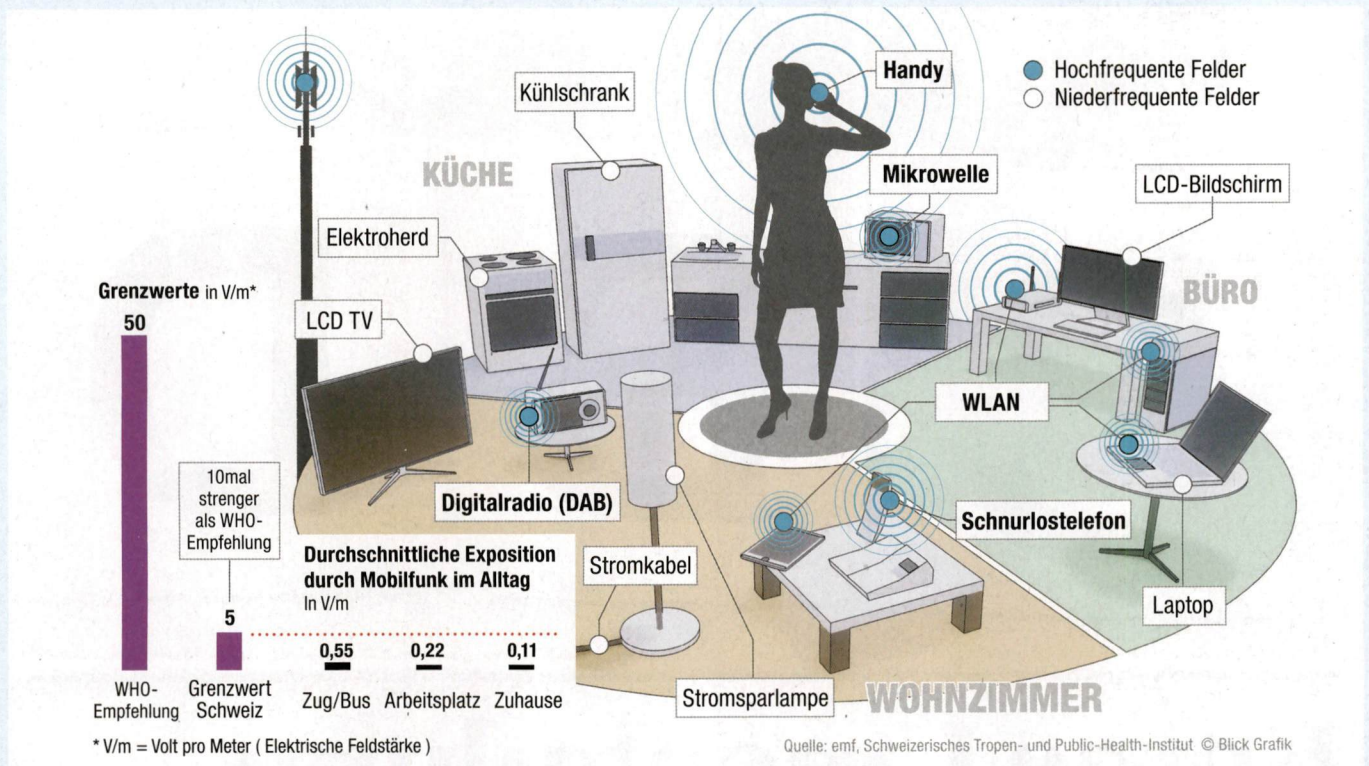 Handy
Hochfrequente Felder
Niederfrequente Felder
Kühlschrank
KÜCHE
Mikrowelle
LCD-Bildschirm
Elektroherd
BÜRO
Grenzwerte in V/m*
50
LCD TV
WLAN
10mal
strenger
als WHO-
Empfehlung
Digitalradio (DAB)
Schnurlostelefon
Durchschnittliche Exposition
durch Mobilfunk im Alltag
In V/m
Stromkabel
Laptop
5
0,55
0,22
0,11
WHO-
Empfehlung
Grenzwert
Schweiz
Zug/Bus
Arbeitsplatz
Zuhause
Stromsparlampe
WOHNZIMMER
* V/m = Volt pro Meter ( Elektrische Feldstärke )
Quelle: emf, Schweizerisches Tropen- und Public-Health-Institut © Blick Grafik